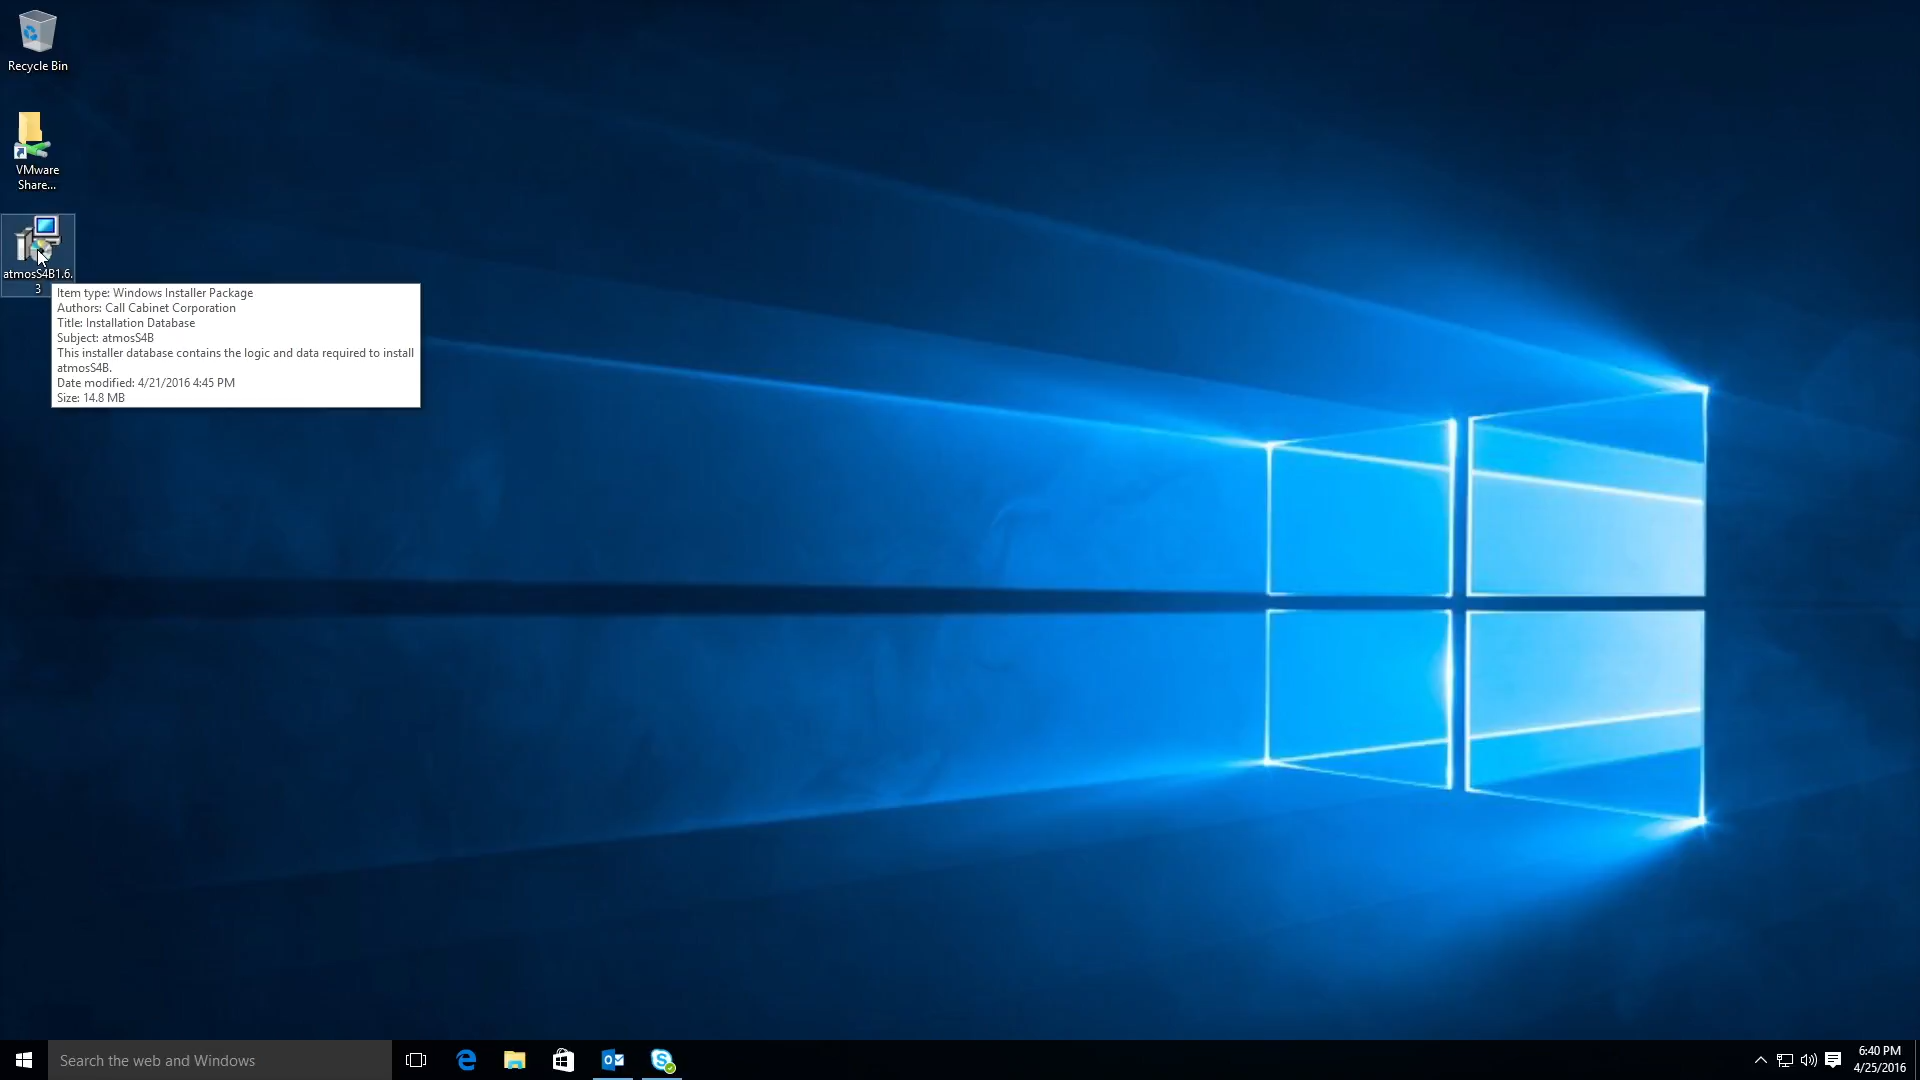 Recycle Bin
VMware
Share...
atmosS4B1.6.
3
Item type: Windows Installer Package
Authors: Call Cabinet Corporation
Title: Installation Database
Subject: atmosS4B
This installer database contains the logic and data required to install
atmosS4B.
Date modified: 4/21/2016 4:45 PM
Size: 14.8 MB
Search the web and Windows
6:40 PM
4/25/2016